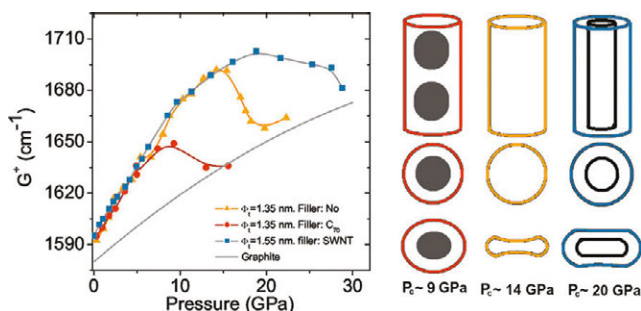 1710
1680
1650
1620
1590
G⁺ (cm⁻¹)
Φt=1.35 nm. Filler: No
Φt=1.35 nm. Filler: C₇₀
Φt=1.55 nm. filler: SWNT
Graphite
0 10 20 30
Pressure (GPa)
Pc~ 9 GPa Pc~ 14 GPa Pc~ 20 GPa